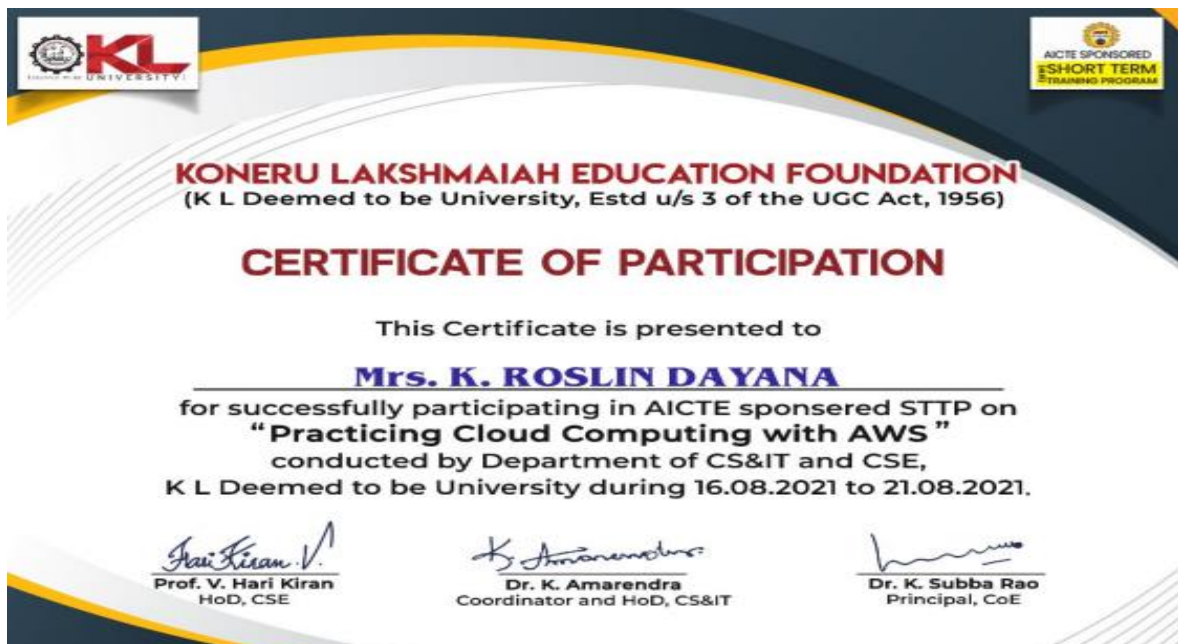 KL
UNIVERSITY
AICTE SPONSORED
SHORT TERM
TRAINING PROGRAM
KONERU LAKSHMAIAH EDUCATION FOUNDATION
(K L Deemed to be University, Estd u/s 3 of the UGC Act, 1956)
CERTIFICATE OF PARTICIPATION
This Certificate is presented to
Mrs. K. ROSLIN DAYANA
for successfully participating in AICTE sponsered STTP on
“Practicing Cloud Computing with AWS”
conducted by Department of CS&IT and CSE,
K L Deemed to be University during 16.08.2021 to 21.08.2021.
Hari Kiran. V.
K. Amarendra
Prof. V. Hari Kiran
HoD, CSE
Dr. K. Amarendra
Coordinator and HoD, CS&IT
Dr. K. Subba Rao
Principal, CoE